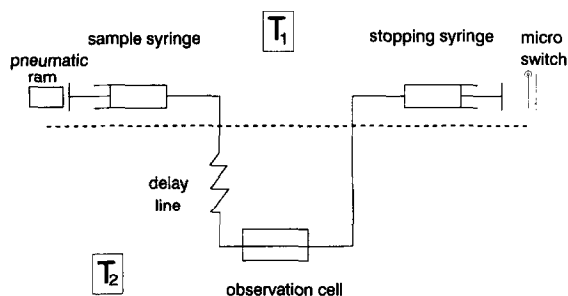 T₁
sample syringe
stopping syringe
micro
switch
pneumatic
ram
delay
line
T₂
observation cell